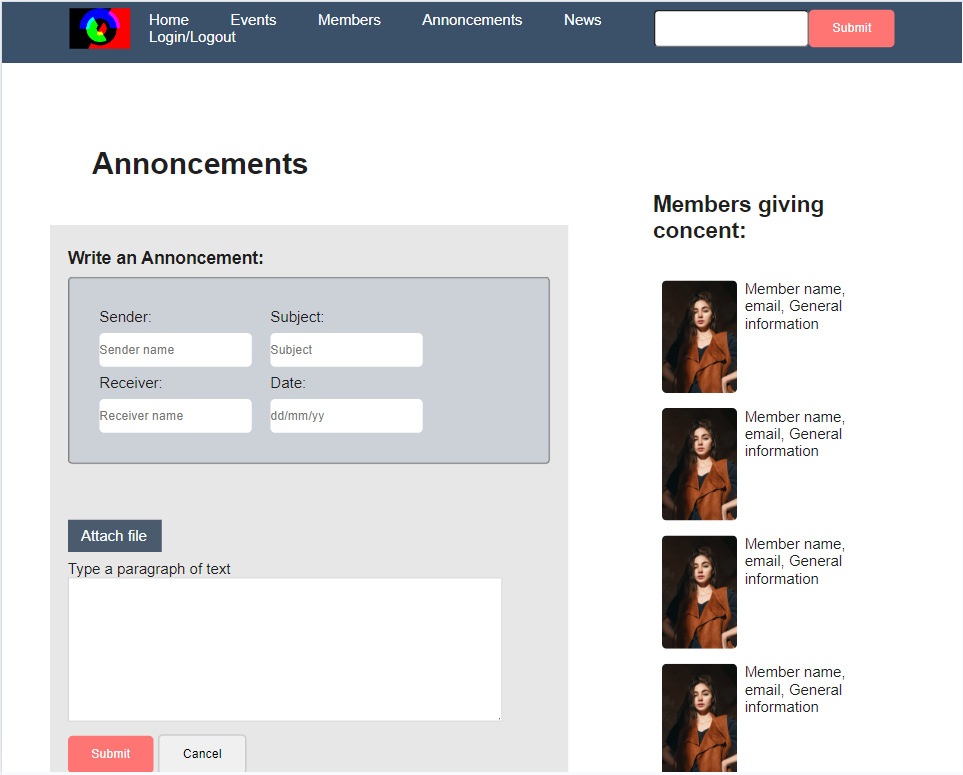 Home Events Members Annoncements News
Login/Logout
Submit
Annoncements
Write an Annoncement:
Sender: Subject:
Sender name Subject
Receiver: Date:
Receiver name dd/mm/yy
Attach file
Type a paragraph of text
Submit Cancel
Members giving
concent:
Member name,
email, General
information
Member name,
email, General
information
Member name,
email, General
information
Member name,
email, General
information